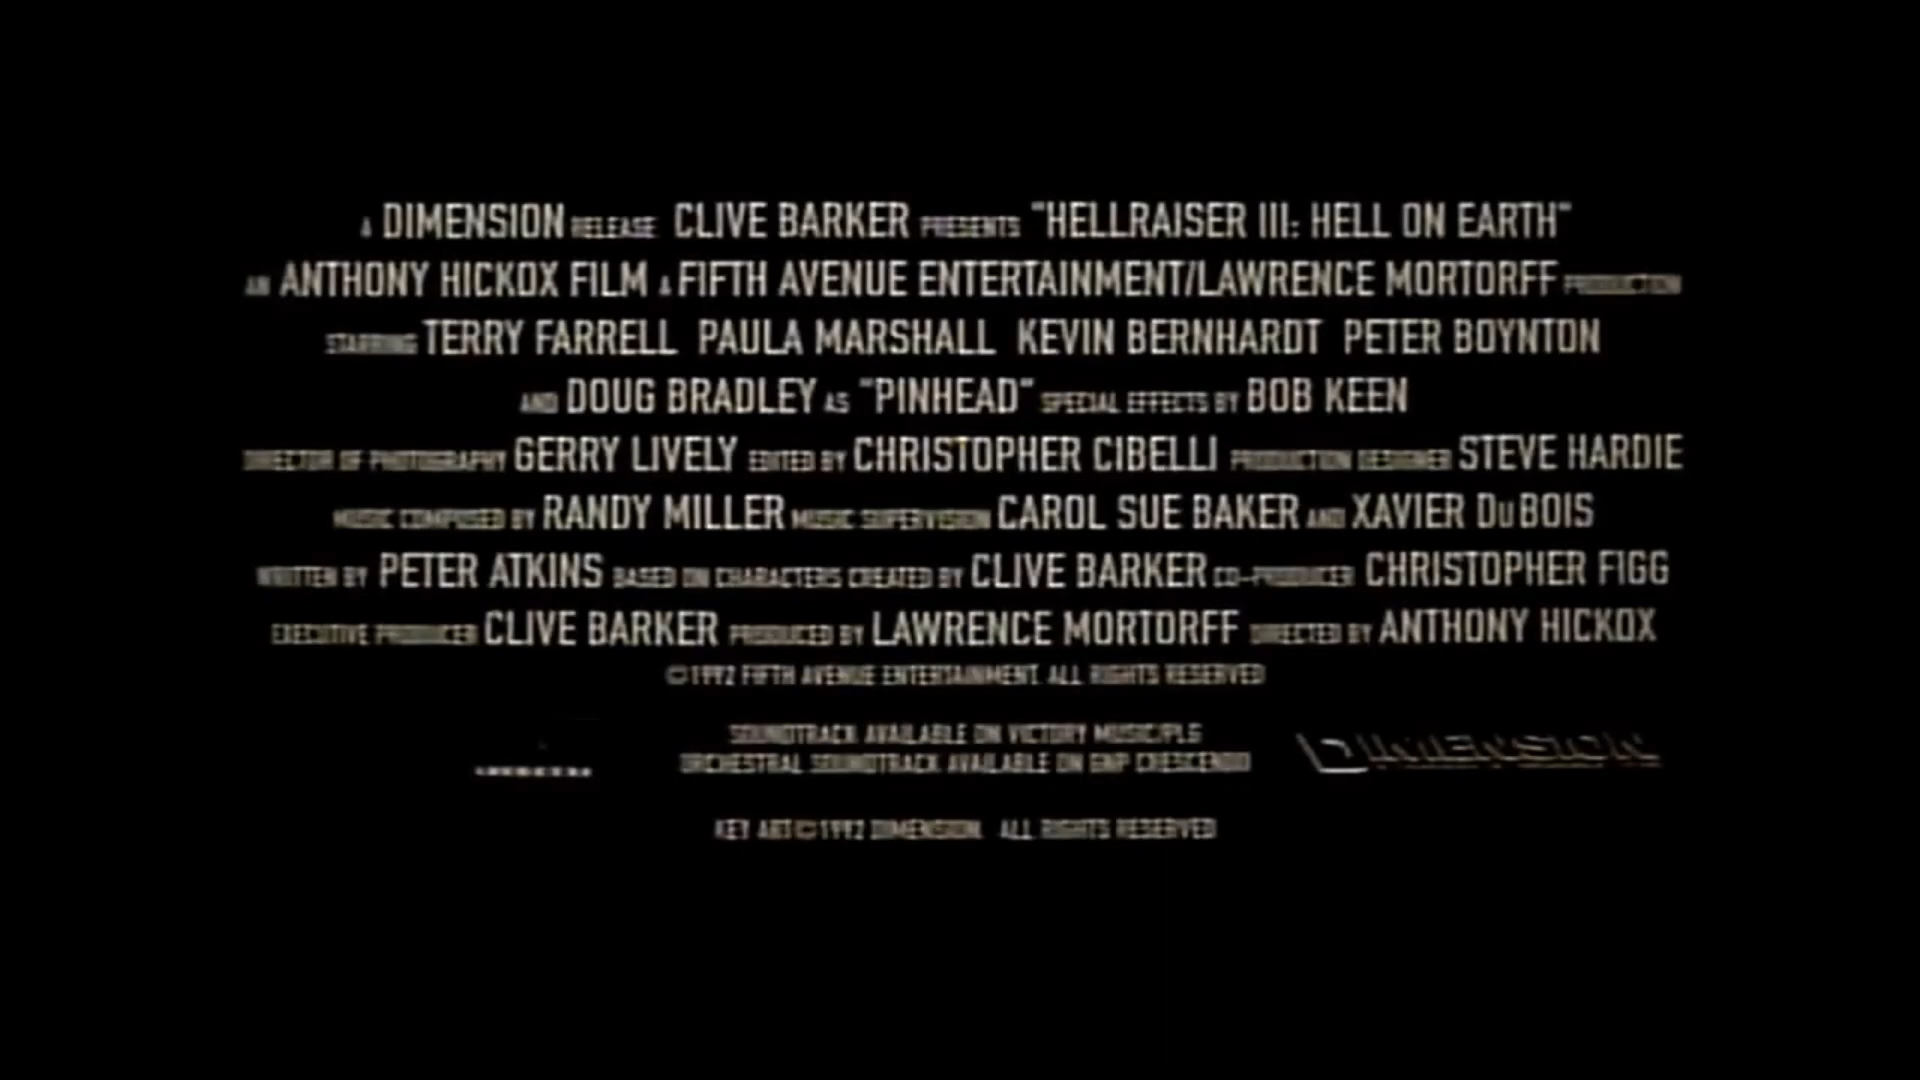 A DIMENSION RELEASE CLIVE BARKER PRESENTS "HELLRAISER III: HELL ON EARTH"
AN ANTHONY HICKOX FILM A FIFTH AVENUE ENTERTAINMENT/LAWRENCE MORTORFF PRODUCTION
STARRING TERRY FARRELL PAULA MARSHALL KEVIN BERNHARDT PETER BOYNTON
AND DOUG BRADLEY AS "PINHEAD" SPECIAL EFFECTS BY BOB KEEN
DIRECTOR OF PHOTOGRAPHY GERRY LIVELY EDITED BY CHRISTOPHER CIBELLI PRODUCTION DESIGNER STEVE HARDIE
MUSIC COMPOSED BY RANDY MILLER MUSIC SUPERVISION CAROL SUE BAKER AND XAVIER DuBOIS
WRITTEN BY PETER ATKINS BASED ON CHARACTERS CREATED BY CLIVE BARKER CO-PRODUCER CHRISTOPHER FIGG
EXECUTIVE PRODUCER CLIVE BARKER PRODUCED BY LAWRENCE MORTORFF DIRECTED BY ANTHONY HICKOX
©1992 FIFTH AVENUE ENTERTAINMENT. ALL RIGHTS RESERVED
SOUNDTRACK AVAILABLE ON VICTORY MUSIC/PLG
ORCHESTRAL SOUNDTRACK AVAILABLE ON GNP CRESCENDO
DIMENSION
KEY ART©1992 DIMENSION. ALL RIGHTS RESERVED